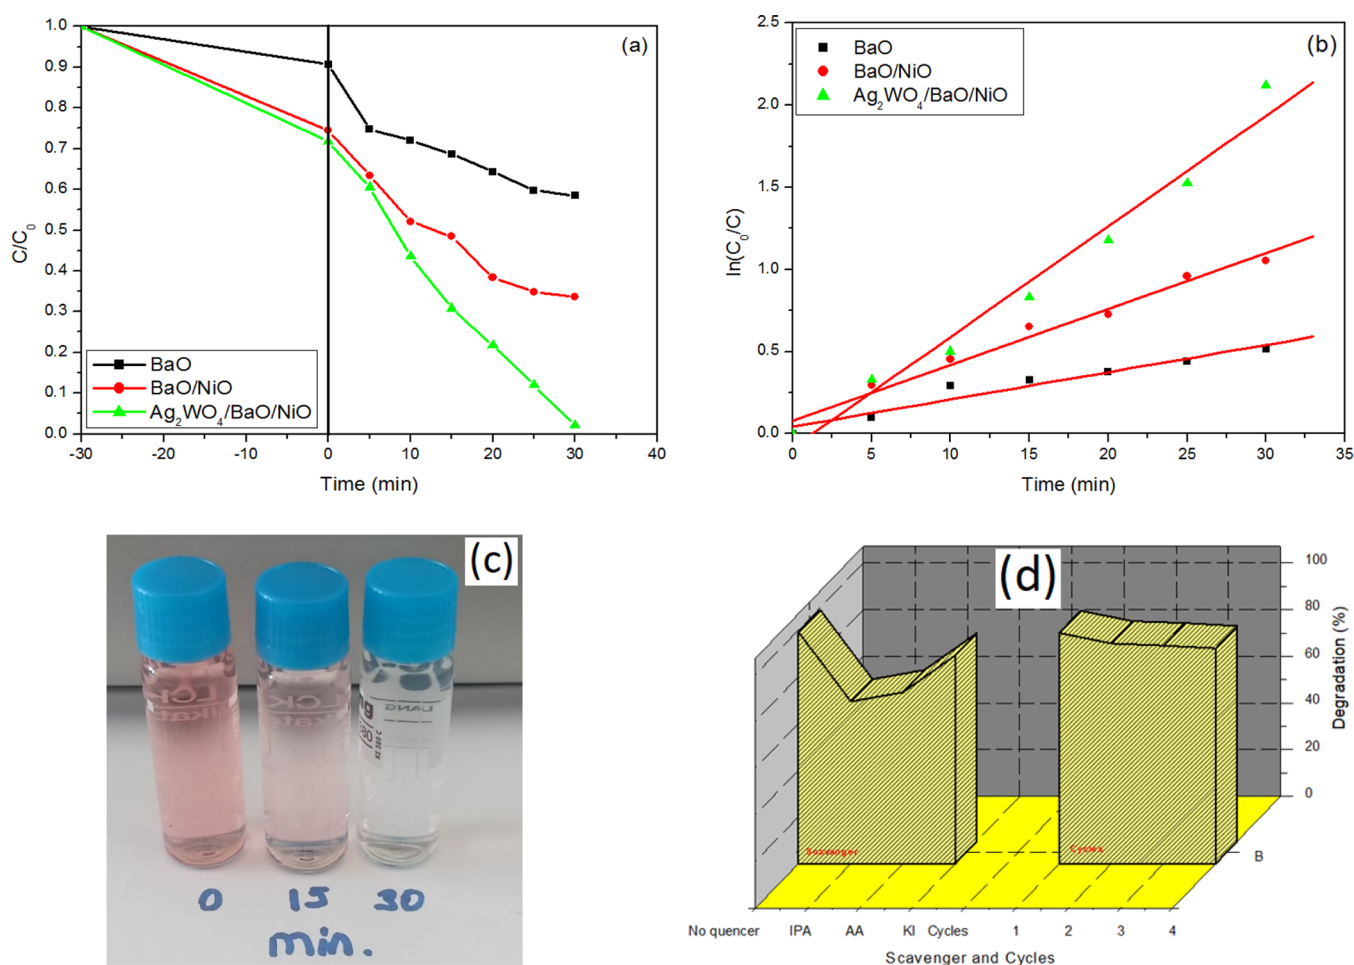 (a)
1.0
0.9
0.8
0.7
0.6
0.5
0.4
0.3
0.2
0.1
0.0
C/C₀
BaO
BaO/NiO
Ag₂WO₄/BaO/NiO
-30 -20 -10 0 10 20 30 40
Time (min)
(b)
2.5
2.0
1.5
1.0
0.5
0.0
ln(C₀/C)
BaO
BaO/NiO
Ag₂WO₄/BaO/NiO
0 5 10 15 20 25 30 35
Time (min)
(c)
0 15 30
min.
(d)
100
80
60
40
20
0
Degradation (%)
Scavenger
Cycles
B
No quencer IPA AA KI Cycles 1 2 3 4
Scavenger and Cycles